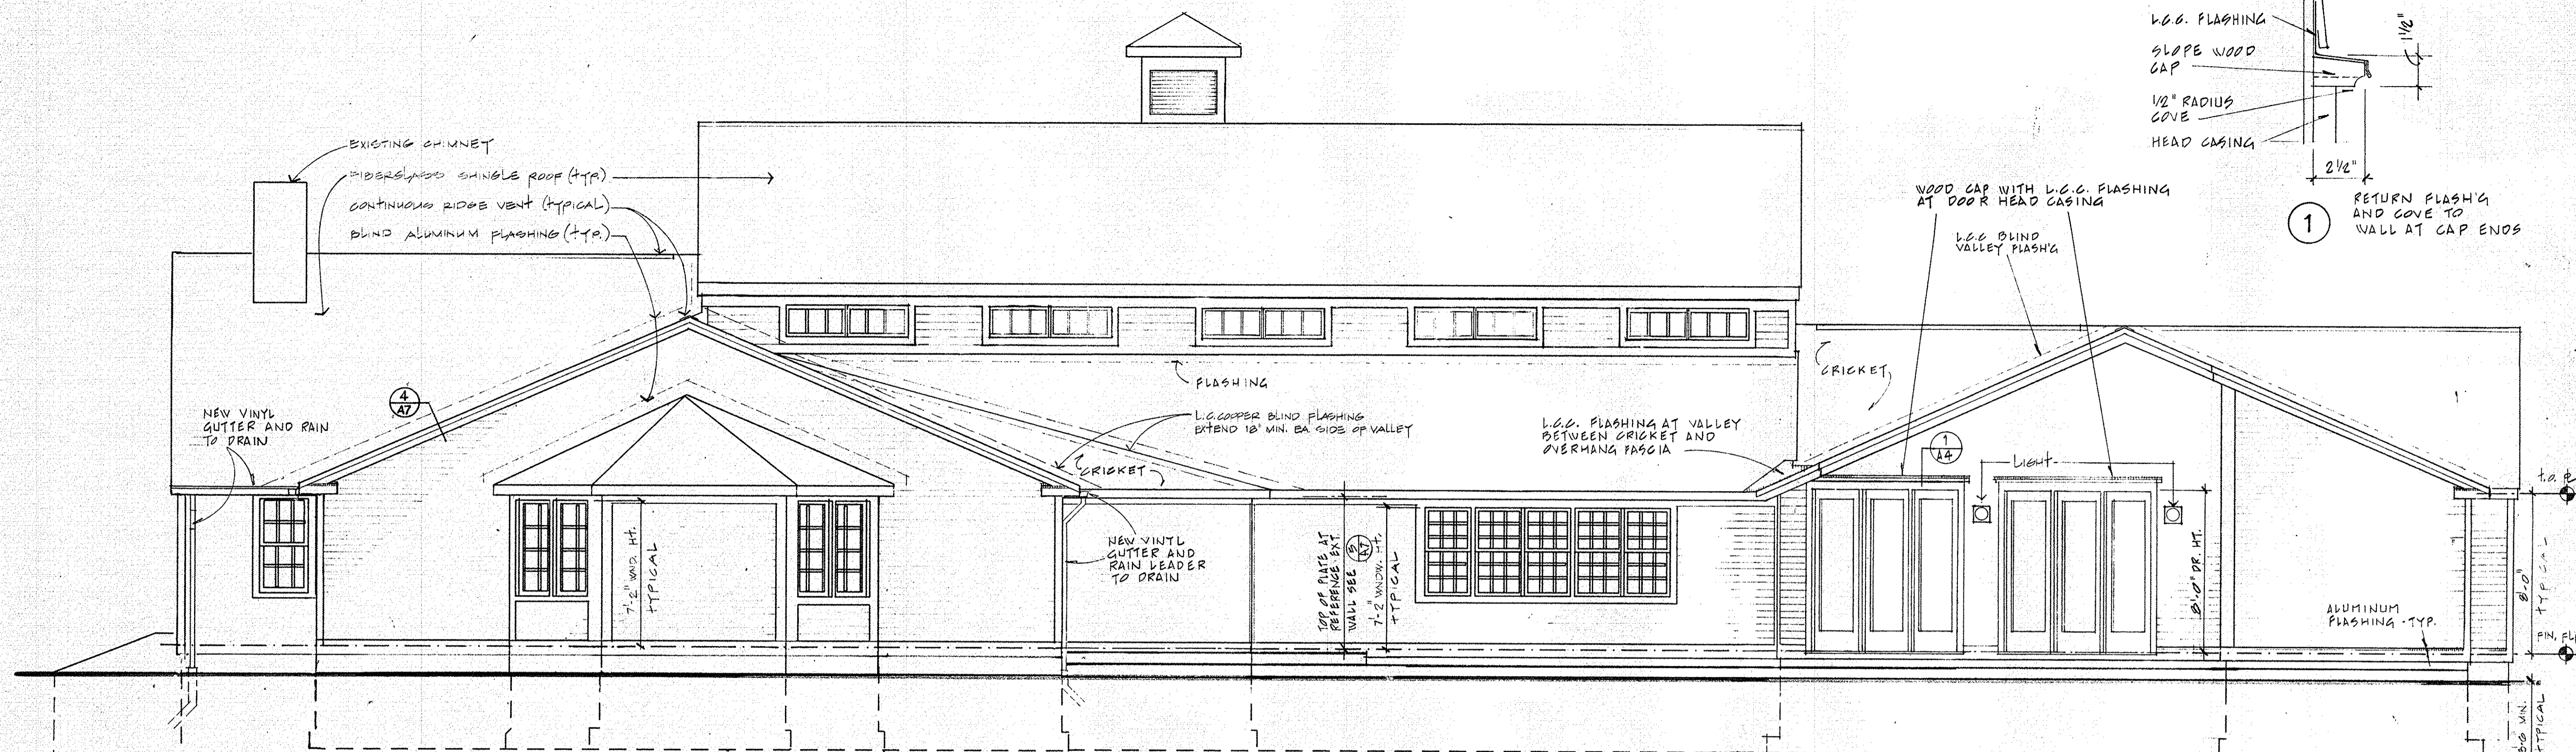 EXISTING CHIMNEY
FIBERGLASS SHINGLE ROOF (TYP.)
CONTINUOUS RIDGE VENT (TYPICAL)
BLIND ALUMINUM FLASHING (TYP.)
NEW VINYL
GUTTER AND RAIN
TO DRAIN
4
A7
FLASHING
L.C.COPPER BLIND FLASHING
EXTEND 18" MIN. EA. SIDE OF VALLEY
CRICKET
7'-2" WND. HT.
TYPICAL
NEW VINYL
GUTTER AND
RAIN LEADER
TO DRAIN
TOP OF PLATE AT
REFERENCE EXT.
WALL SEE
A7
7'-2" WNDW. HT.
TYPICAL
L.C.C. FLASHING AT VALLEY
BETWEEN CRICKET AND
OVERHANG FASCIA
CRICKET
WOOD CAP WITH L.C.C. FLASHING
AT DOOR HEAD CASING
L.C.C BLIND
VALLEY FLASH'G
1
A4
LIGHT
8'-0" DR. HT.
ALUMINUM
FLASHING - TYP.
L.C.C. FLASHING
SLOPE WOOD
CAP
1/2" RADIUS
COVE
HEAD CASING
1 1/2"
2 1/2"
1
RETURN FLASH'G
AND COVE TO
WALL AT CAP ENDS
T.O.
8'-0"
TYPICAL
FIN. FL
MIN.
TYPICAL